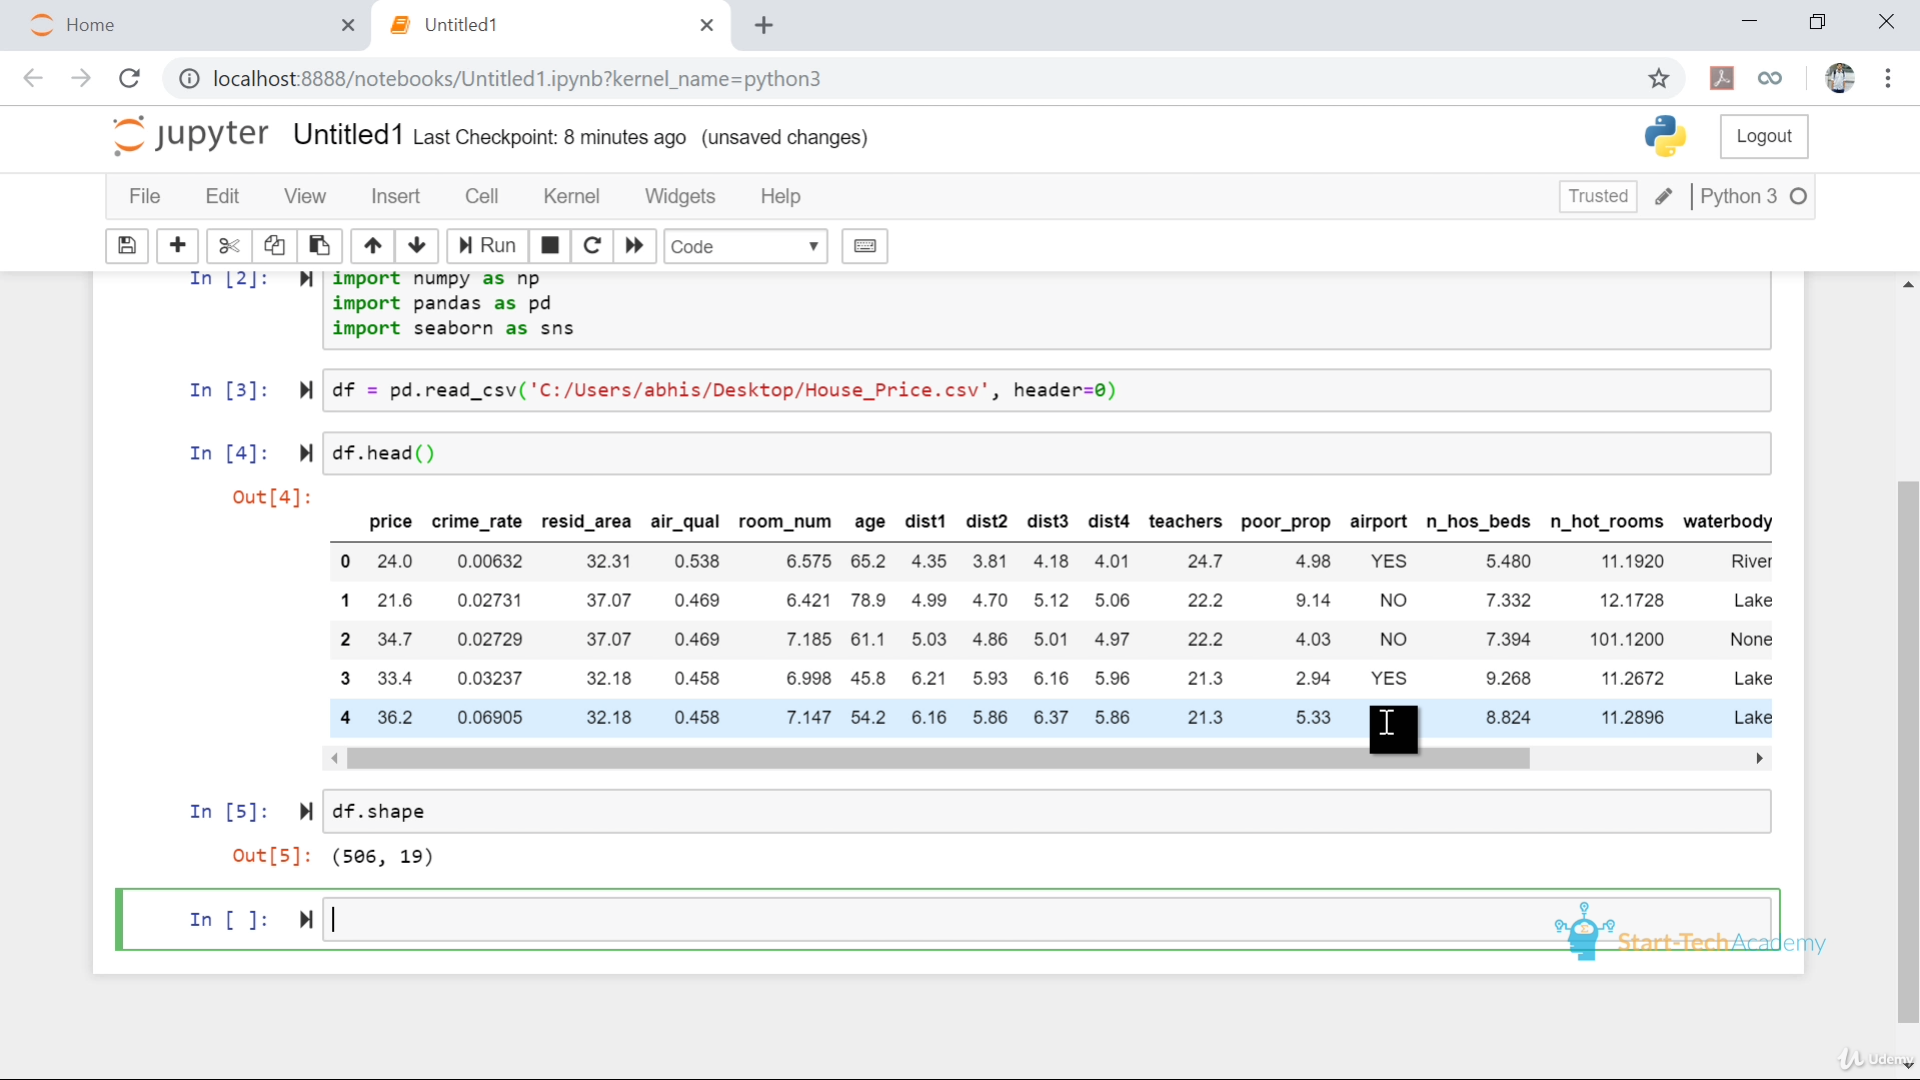 Home
Untitled1
localhost:8888/notebooks/Untitled1.ipynb?kernel_name=python3
jupyter Untitled1 Last Checkpoint: 8 minutes ago (unsaved changes)
Logout
File Edit View Insert Cell Kernel Widgets Help
Trusted
Python 3
Run
Code
In [2]: import numpy as np
import pandas as pd
import seaborn as sns
In [3]: df = pd.read_csv('C:/Users/abhis/Desktop/House_Price.csv', header=0)
In [4]: df.head()
Out[4]:
price crime_rate resid_area air_qual room_num age dist1 dist2 dist3 dist4 teachers poor_prop airport n_hos_beds n_hot_rooms waterbody
0 24.0 0.00632 32.31 0.538 6.575 65.2 4.35 3.81 4.18 4.01 24.7 4.98 YES 5.480 11.1920 River
1 21.6 0.02731 37.07 0.469 6.421 78.9 4.99 4.70 5.12 5.06 22.2 9.14 NO 7.332 12.1728 Lake
2 34.7 0.02729 37.07 0.469 7.185 61.1 5.03 4.86 5.01 4.97 22.2 4.03 NO 7.394 101.1200 None
3 33.4 0.03237 32.18 0.458 6.998 45.8 6.21 5.93 6.16 5.96 21.3 2.94 YES 9.268 11.2672 Lake
4 36.2 0.06905 32.18 0.458 7.147 54.2 6.16 5.86 6.37 5.86 21.3 5.33 8.824 11.2896 Lake
In [5]: df.shape
Out[5]: (506, 19)
In [ ]:
Start-Tech Academy
Udemy